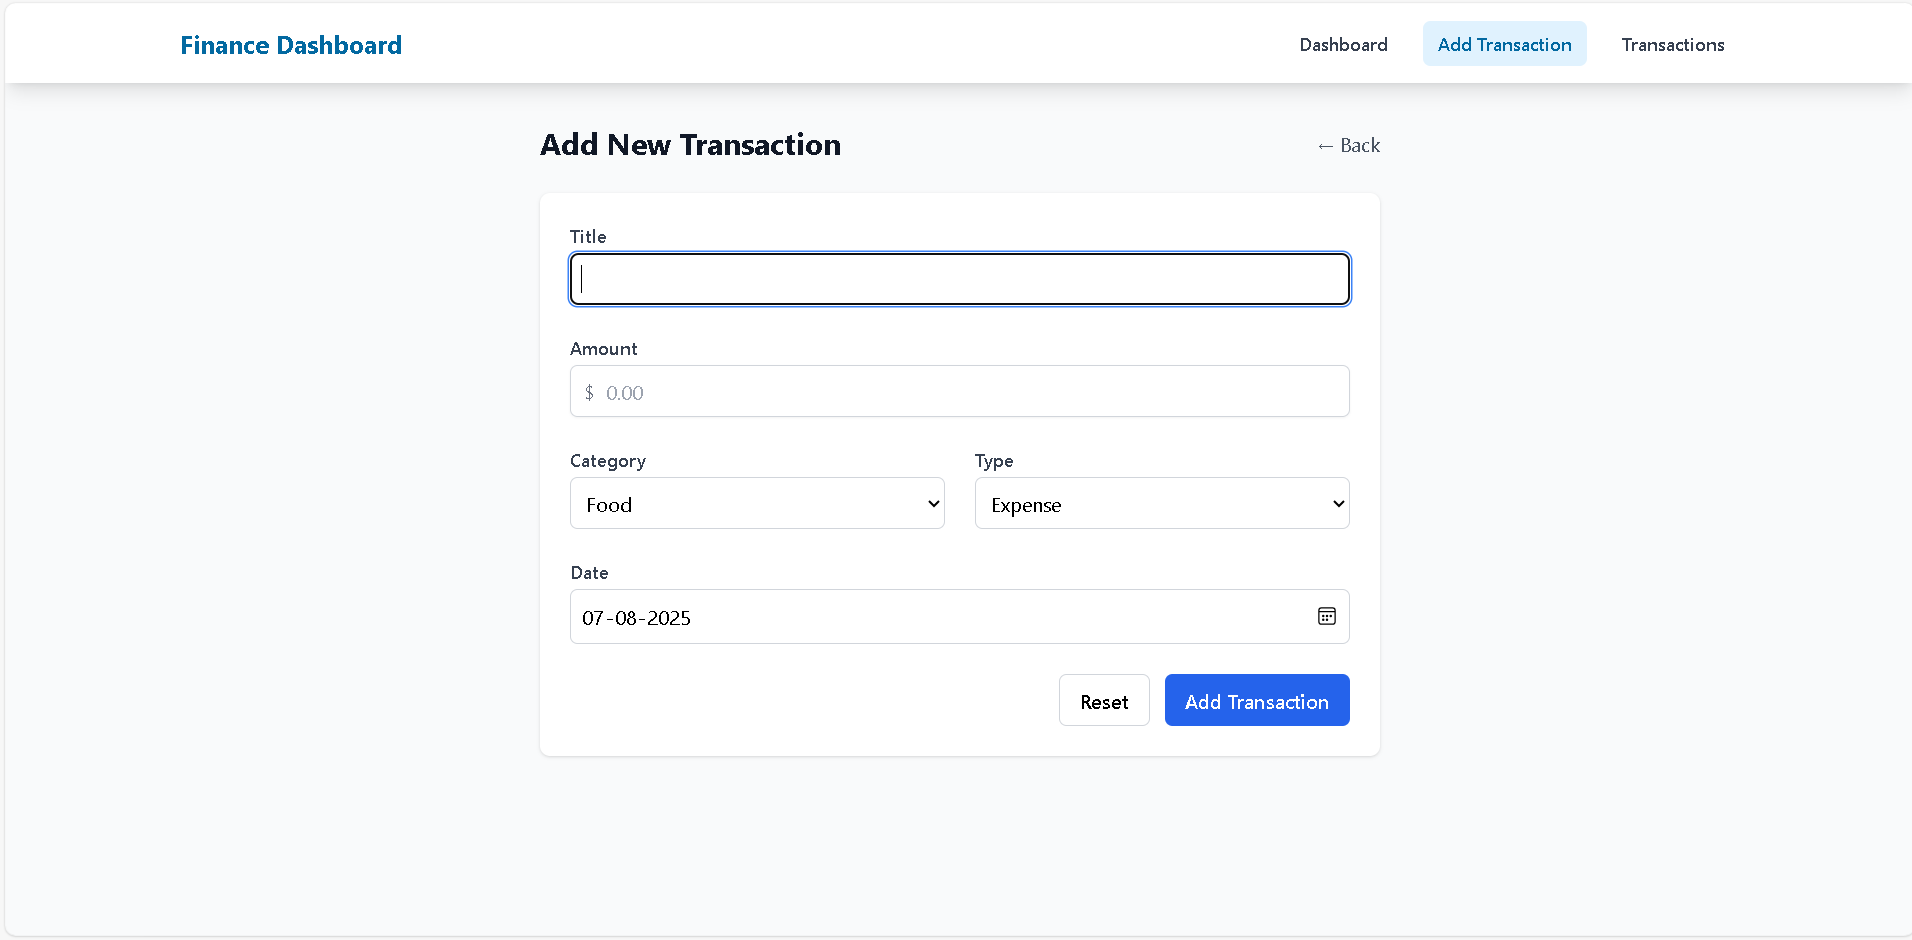 Finance Dashboard
Dashboard
Add Transaction
Transactions
Add New Transaction
← Back
Title
Amount
$ 0.00
Category
Type
Food
Expense
Date
07-08-2025
Reset
Add Transaction